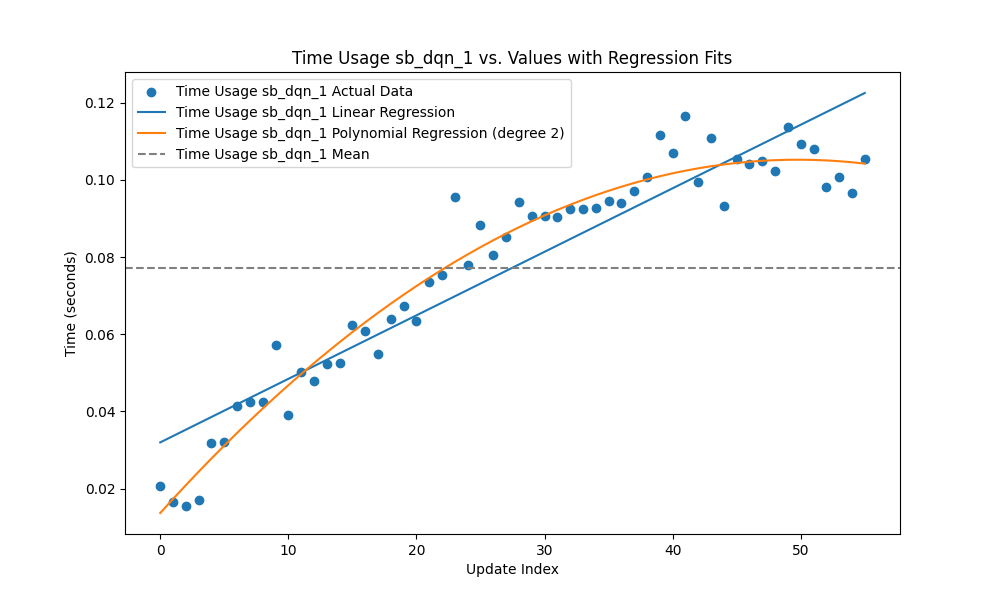 Time Usage sb_dqn_1 vs. Values with Regression Fits
Time Usage sb_dqn_1 Actual Data
Time Usage sb_dqn_1 Linear Regression
Time Usage sb_dqn_1 Polynomial Regression (degree 2)
Time Usage sb_dqn_1 Mean
Time (seconds)
0.12
0.10
0.08
0.06
0.04
0.02
0 10 20 30 40 50
Update Index